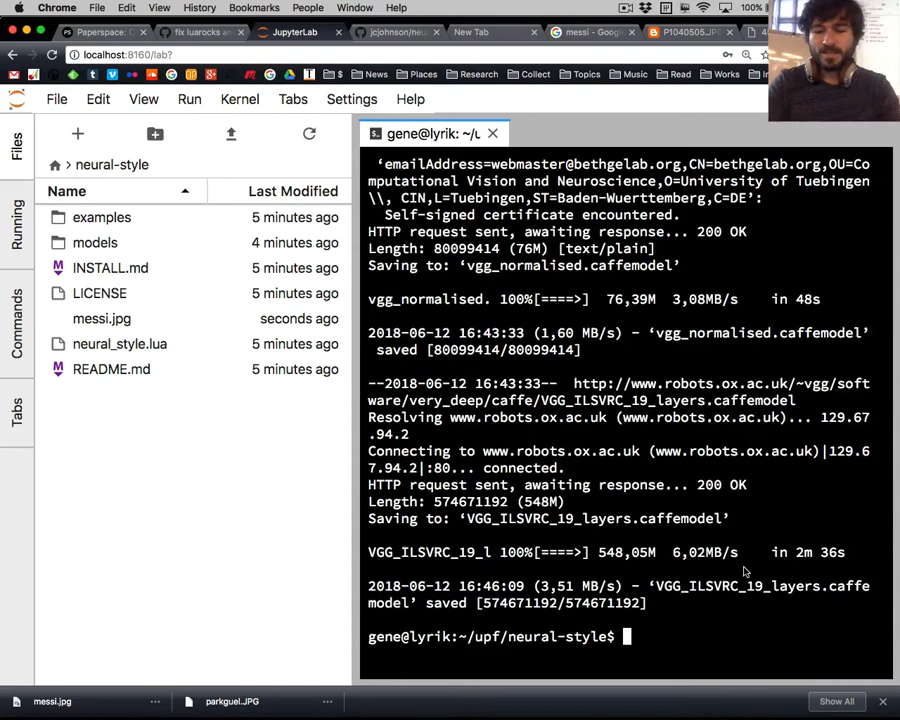 Chrome File Edit View History Bookmarks People Window Help 100%
Paperspace: C
fix luarocks an
JupyterLab
jcjohnson/neu
New Tab
messi - Google
P1040505.JPG
localhost:8160/lab?
$ News Places Research Collect Topics Music Read Works
File Edit View Run Kernel Tabs Settings Help
Files
Running
Commands
Tabs
neural-style
Name Last Modified
examples 5 minutes ago
models 4 minutes ago
INSTALL.md 5 minutes ago
LICENSE 5 minutes ago
messi.jpg seconds ago
neural_style.lua 5 minutes ago
README.md 5 minutes ago
gene@lyrik: ~/u
‘emailAddress=webmaster@bethgelab.org,CN=bethgelab.org,OU=Co
mputational Vision and Neuroscience,O=University of Tuebingen
\\, CIN,L=Tuebingen,ST=Baden-Wuerttemberg,C=DE’:
Self-signed certificate encountered.
HTTP request sent, awaiting response... 200 OK
Length: 80099414 (76M) [text/plain]
Saving to: ‘vgg_normalised.caffemodel’
vgg_normalised. 100%[====>] 76,39M 3,08MB/s in 48s
2018-06-12 16:43:33 (1,60 MB/s) - ‘vgg_normalised.caffemodel’
saved [80099414/80099414]
--2018-06-12 16:43:33-- http://www.robots.ox.ac.uk/~vgg/soft
ware/very_deep/caffe/VGG_ILSVRC_19_layers.caffemodel
Resolving www.robots.ox.ac.uk (www.robots.ox.ac.uk)... 129.67
.94.2
Connecting to www.robots.ox.ac.uk (www.robots.ox.ac.uk)|129.6
7.94.2|:80... connected.
HTTP request sent, awaiting response... 200 OK
Length: 574671192 (548M)
Saving to: ‘VGG_ILSVRC_19_layers.caffemodel’
VGG_ILSVRC_19_l 100%[====>] 548,05M 6,02MB/s in 2m 36s
2018-06-12 16:46:09 (3,51 MB/s) - ‘VGG_ILSVRC_19_layers.caffe
model’ saved [574671192/574671192]
gene@lyrik:~/upf/neural-style$
messi.jpg
parkguel.JPG
Show All